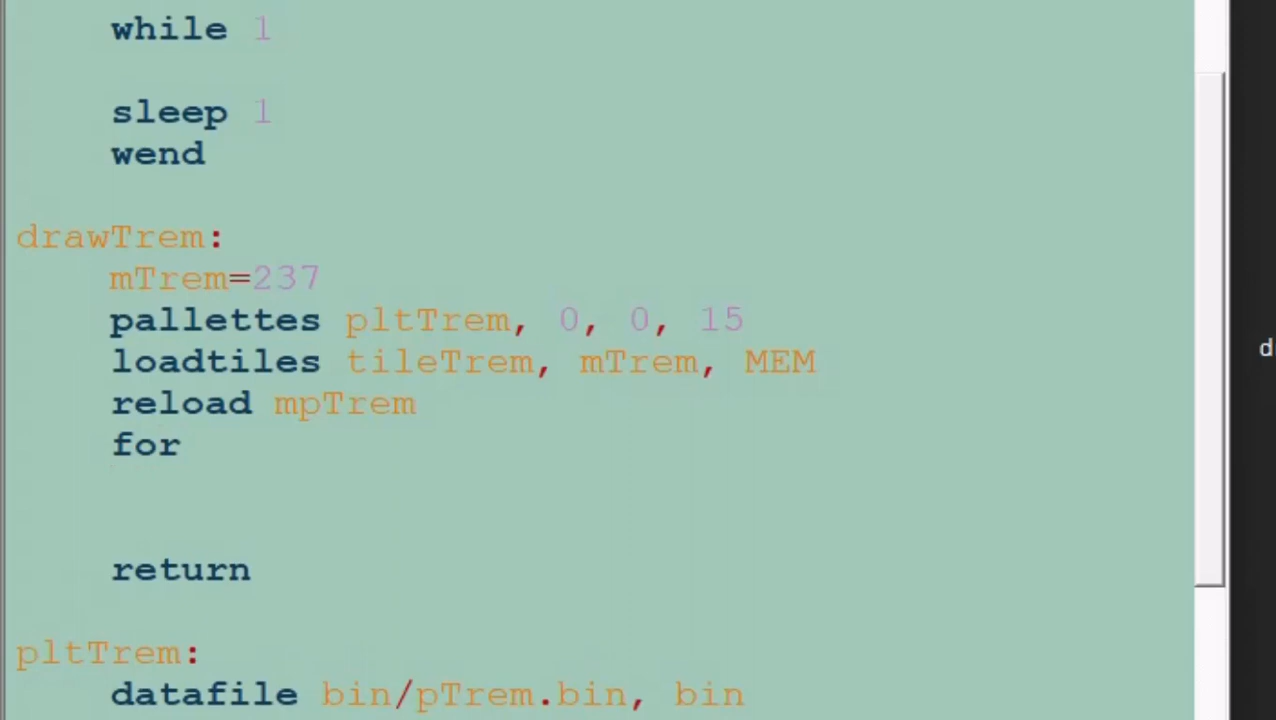 while 1
sleep 1
wend
drawTrem:
mTrem=237
pallettes pltTrem, 0, 0, 15
loadtiles tileTrem, mTrem, MEM
reload mpTrem
for
return
pltTrem:
datafile bin/pTrem.bin, bin